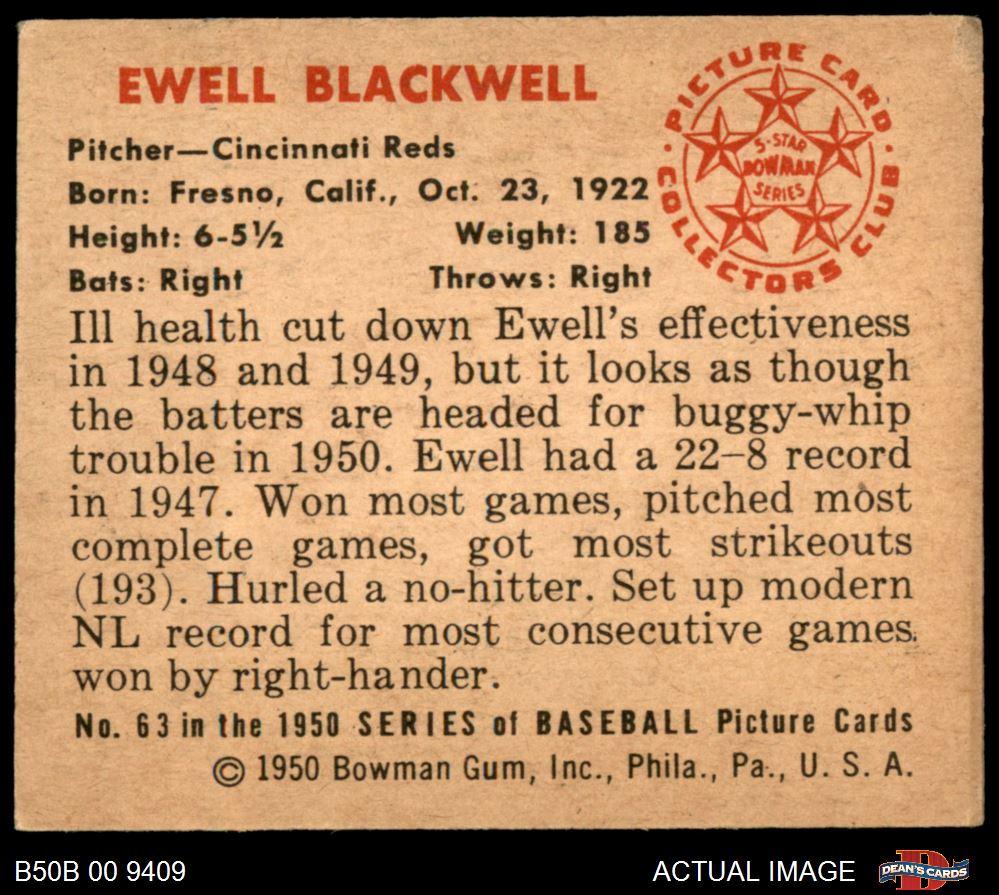 EWELL BLACKWELL
Pitcher—Cincinnati Reds
Born: Fresno, Calif., Oct. 23, 1922
Height: 6-5½ Weight: 185
Bats: Right Throws: Right
PICTURE CARD
COLLECTORS CLUB
5-STAR
BOWMAN
SERIES
Ill health cut down Ewell's effectiveness
in 1948 and 1949, but it looks as though
the batters are headed for buggy-whip
trouble in 1950. Ewell had a 22–8 record
in 1947. Won most games, pitched most
complete games, got most strikeouts
(193). Hurled a no-hitter. Set up modern
NL record for most consecutive games
won by right-hander.
No. 63 in the 1950 SERIES of BASEBALL Picture Cards
© 1950 Bowman Gum, Inc., Phila., Pa., U. S. A.
B50B 00 9409 ACTUAL IMAGE
D
DEAN'S CARDS